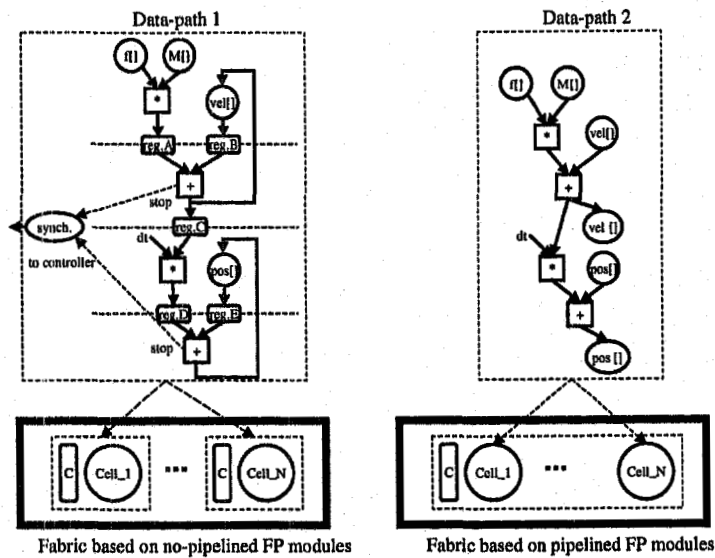 Data-path 1
Data-path 2
f[]
M[]
vel[]
*
reg.A
reg.B
+
stop
synch.
reg.C
dt
to controller
*
pos[]
reg.D
reg.E
stop
+
f[]
M[]
*
vel[]
+
vel []
dt
*
pos[]
+
pos []
C
Cell_1
...
C
Cell_N
C
Cell_1
...
Cell_N
Fabric based on no-pipelined FP modules
Fabric based on pipelined FP modules